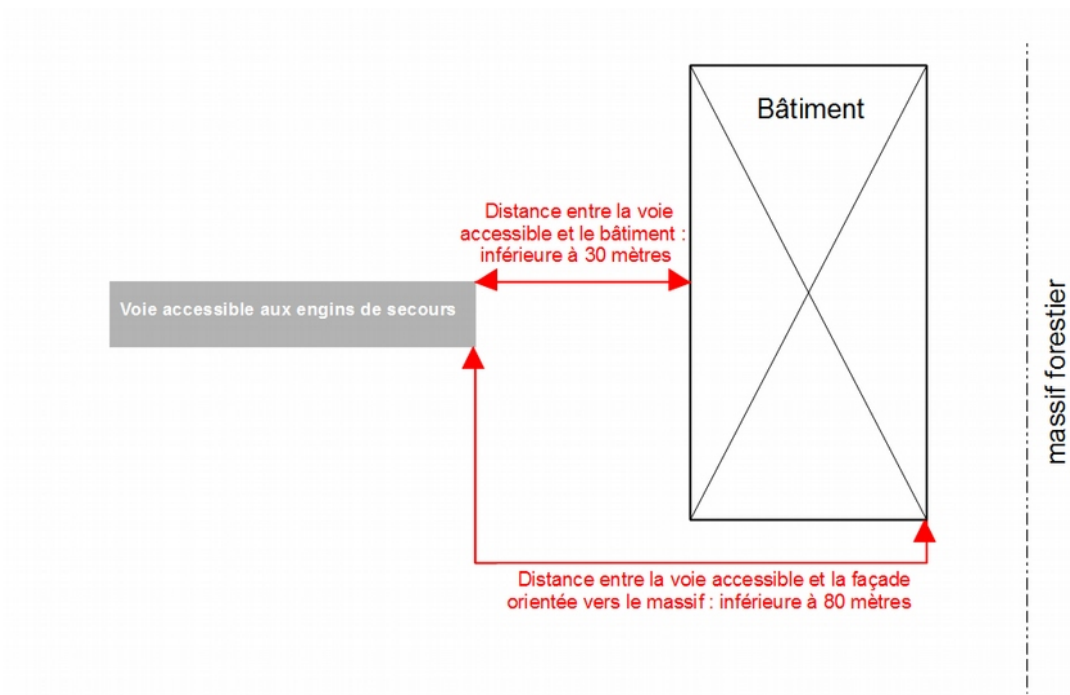 Bâtiment
Distance entre la voie
accessible et le bâtiment :
inférieure à 30 mètres
Voie accessible aux engins de secours
massif forestier
Distance entre la voie accessible et la façade
orientée vers le massif : inférieure à 80 mètres